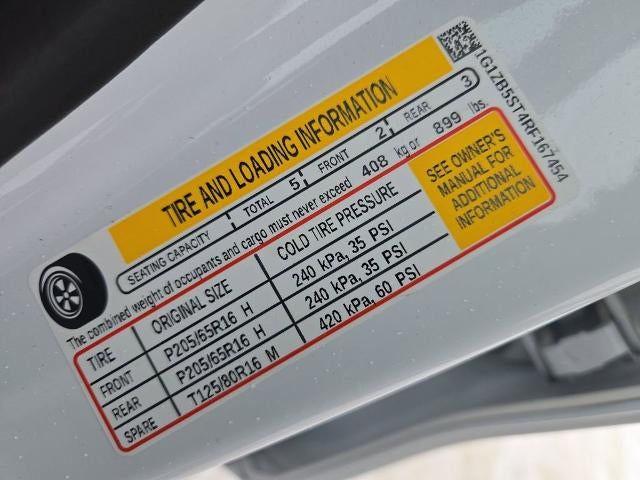 1G1ZB5ST4RF167454
TIRE AND LOADING INFORMATION
SEATING CAPACITY TOTAL 5 FRONT 2 REAR 3
The combined weight of occupants and cargo must never exceed 408 kg or 899 lbs.
TIRE ORIGINAL SIZE COLD TIRE PRESSURE
FRONT P205/65R16 H 240 kPa, 35 PSI
REAR P205/65R16 H 240 kPa, 35 PSI
SPARE T125/80R16 M 420 kPa, 60 PSI
SEE OWNER'S
MANUAL FOR
ADDITIONAL
INFORMATION